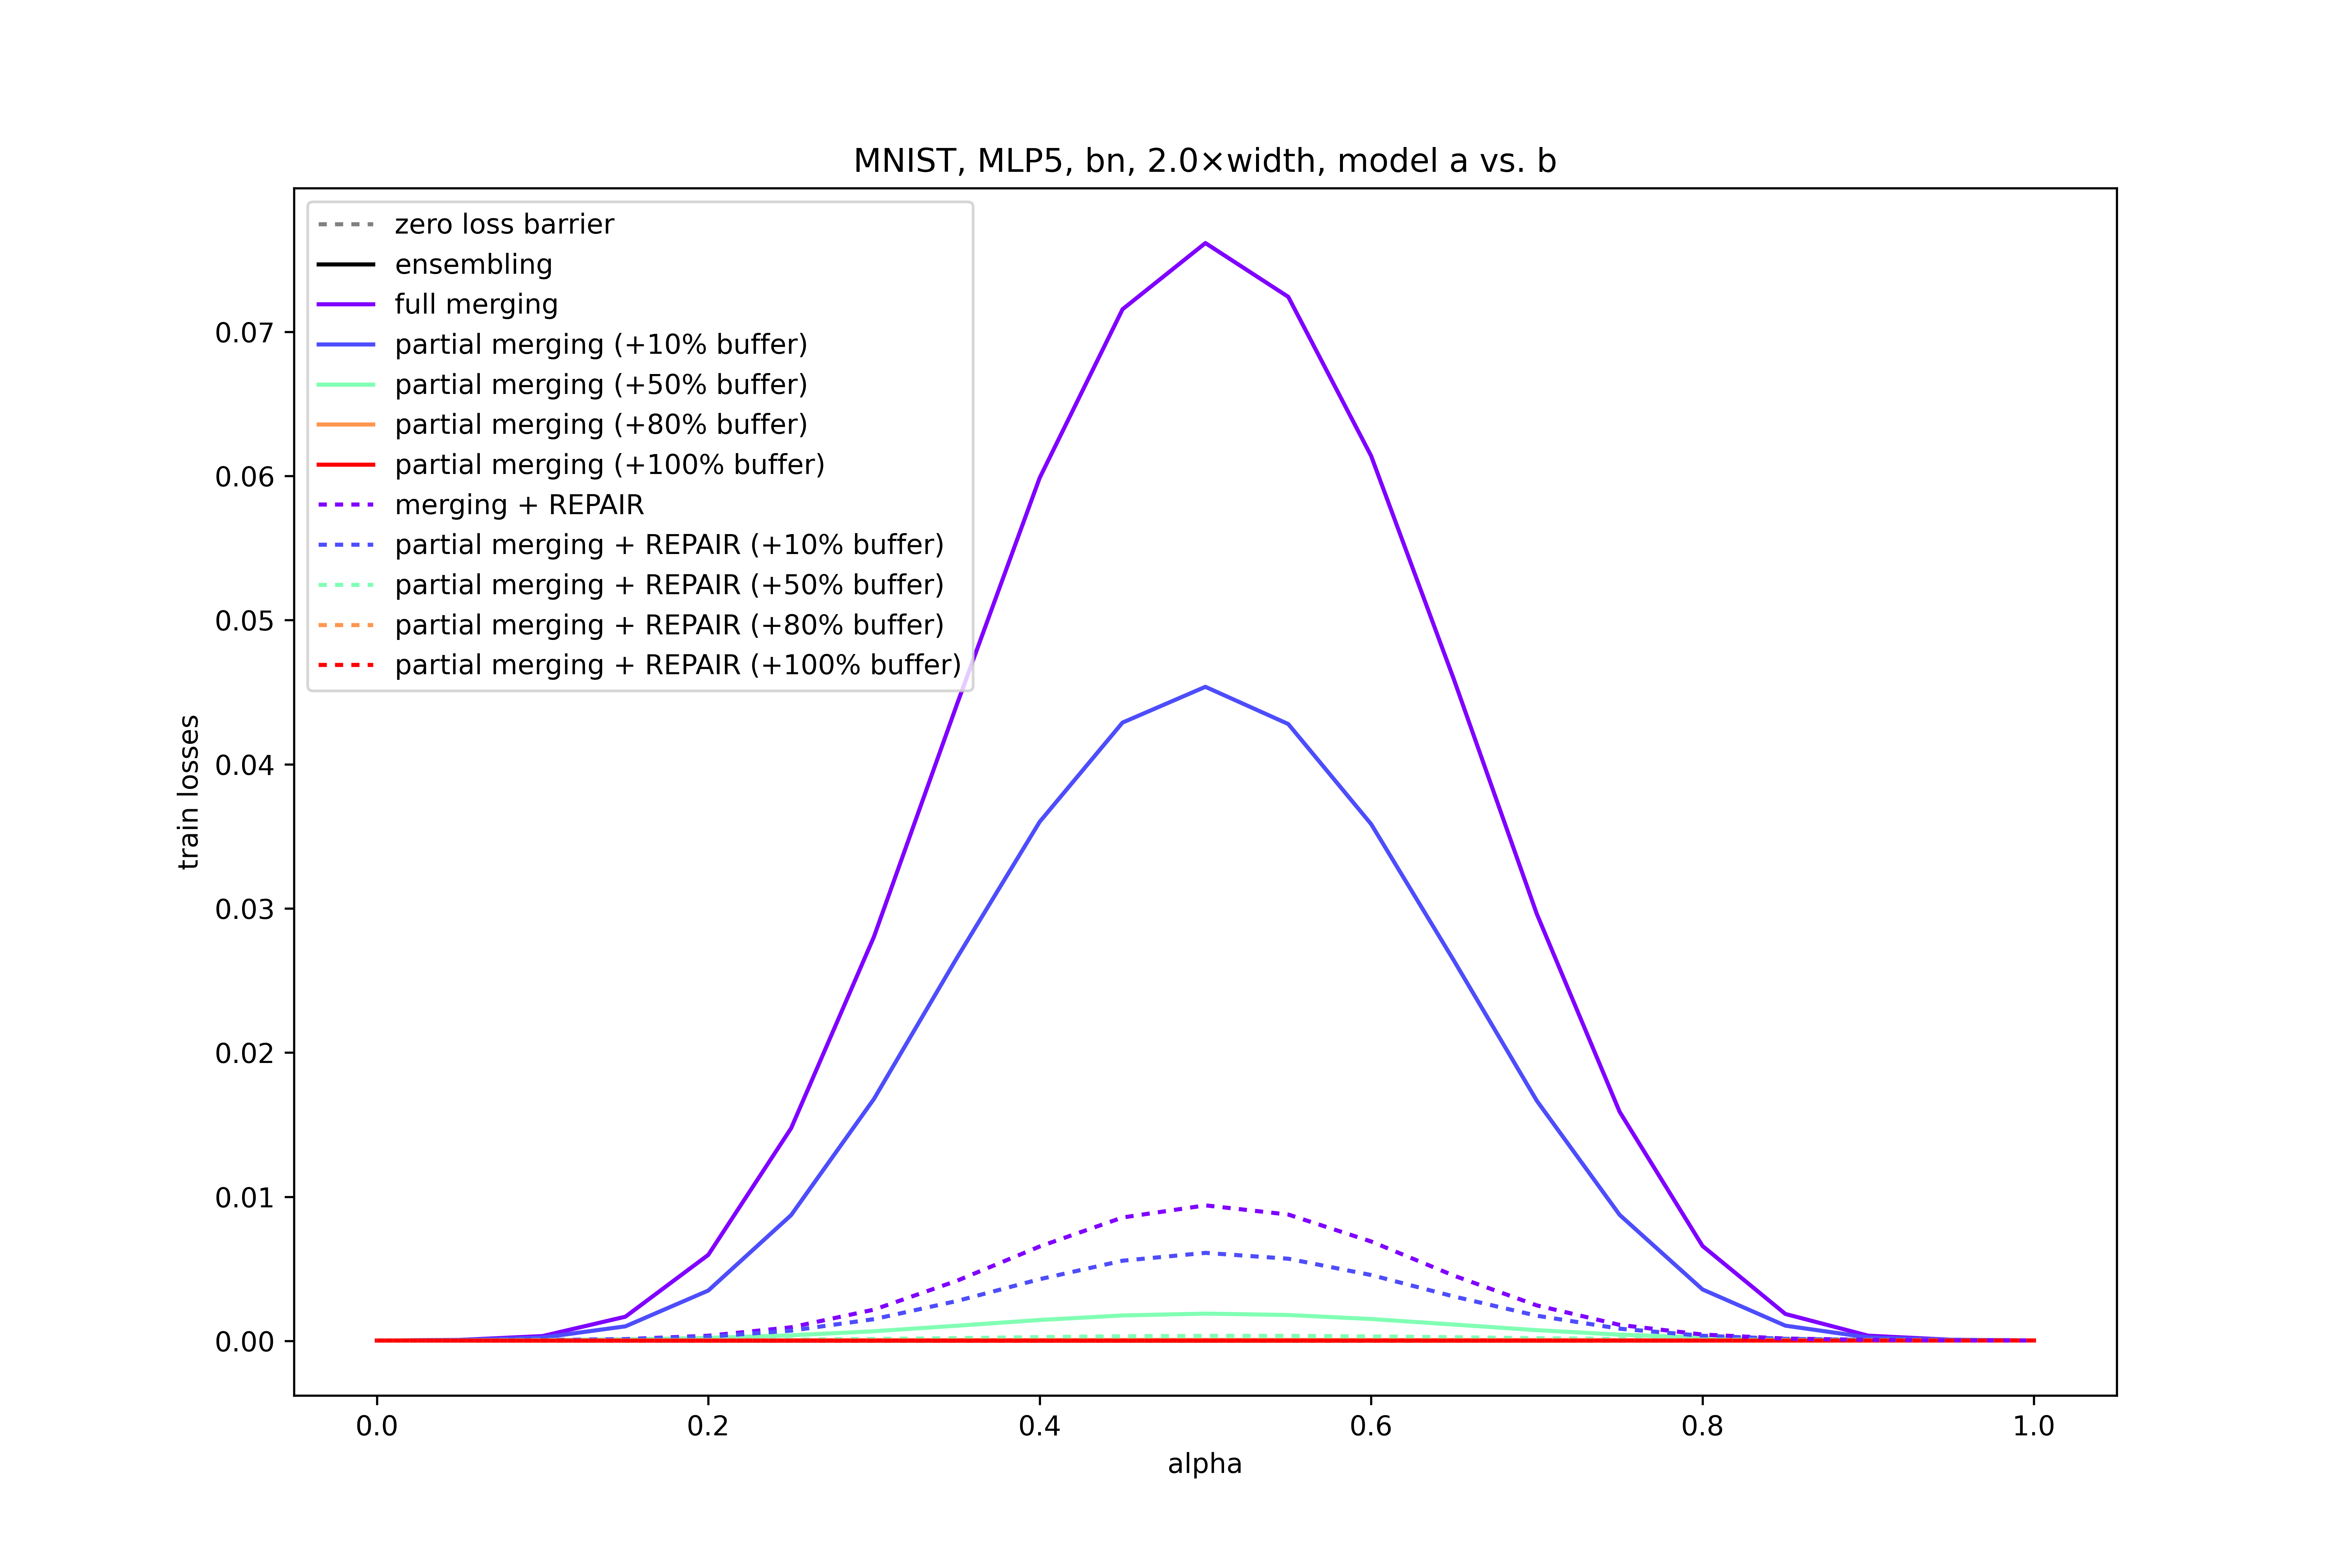 MNIST, MLP5, bn, 2.0×width, model a vs. b
zero loss barrier
ensembling
full merging
partial merging (+10% buffer)
partial merging (+50% buffer)
partial merging (+80% buffer)
partial merging (+100% buffer)
merging + REPAIR
partial merging + REPAIR (+10% buffer)
partial merging + REPAIR (+50% buffer)
partial merging + REPAIR (+80% buffer)
partial merging + REPAIR (+100% buffer)
train losses
0.07
0.06
0.05
0.04
0.03
0.02
0.01
0.00
0.0 0.2 0.4 0.6 0.8 1.0
alpha